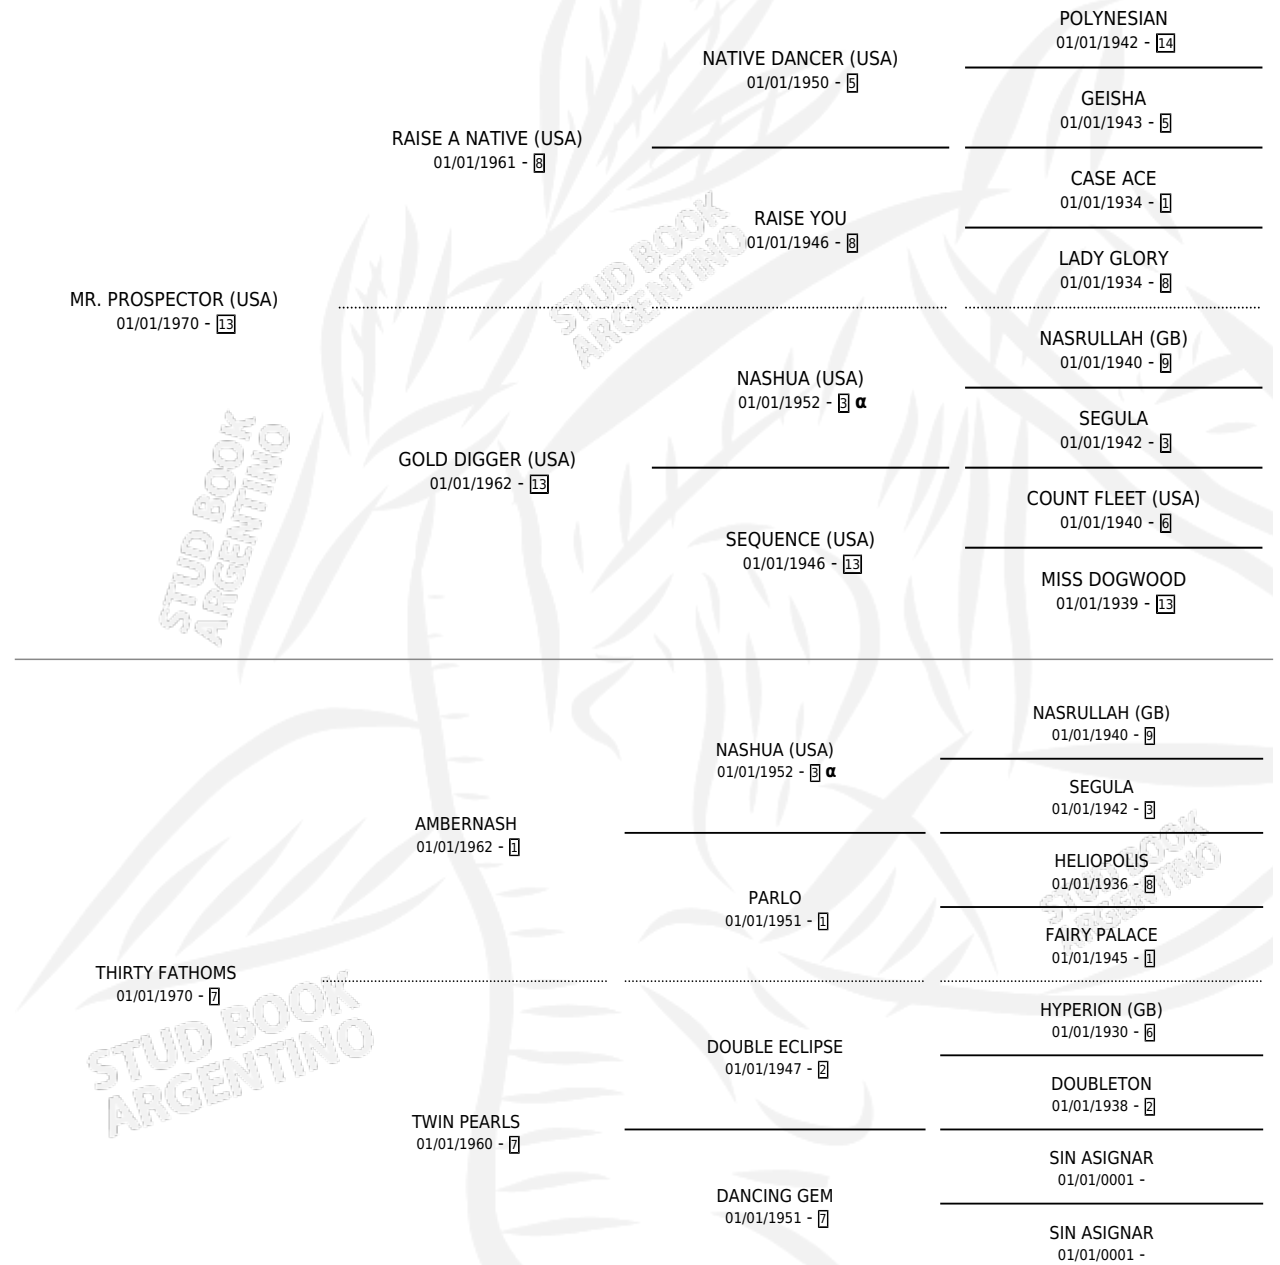 POLYNESIAN
01/01/1942 - 14
NATIVE DANCER (USA)
01/01/1950 - 5
GEISHA
01/01/1943 - 5
RAISE A NATIVE (USA)
01/01/1961 - 8
CASE ACE
01/01/1934 - 1
RAISE YOU
01/01/1946 - 8
LADY GLORY
01/01/1934 - 8
MR. PROSPECTOR (USA)
01/01/1970 - 13
NASRULLAH (GB)
01/01/1940 - 9
NASHUA (USA)
01/01/1952 - 3 α
SEGULA
01/01/1942 - 3
GOLD DIGGER (USA)
01/01/1962 - 13
COUNT FLEET (USA)
01/01/1940 - 6
SEQUENCE (USA)
01/01/1946 - 13
MISS DOGWOOD
01/01/1939 - 13
STUD BOOK
ARGENTINO
STUD BOOK
ARGENTINO
NASRULLAH (GB)
01/01/1940 - 9
NASHUA (USA)
01/01/1952 - 3 α
SEGULA
01/01/1942 - 3
AMBERNASH
01/01/1962 - 1
HELIOPOLIS
01/01/1936 - 8
PARLO
01/01/1951 - 1
FAIRY PALACE
01/01/1945 - 1
THIRTY FATHOMS
01/01/1970 - 7
HYPERION (GB)
01/01/1930 - 6
DOUBLE ECLIPSE
01/01/1947 - 2
DOUBLETON
01/01/1938 - 2
TWIN PEARLS
01/01/1960 - 7
SIN ASIGNAR
01/01/0001 -
DANCING GEM
01/01/1951 - 7
SIN ASIGNAR
01/01/0001 -
STUD BOOK
ARGENTINO
STUD BOOK
ARGENTINO